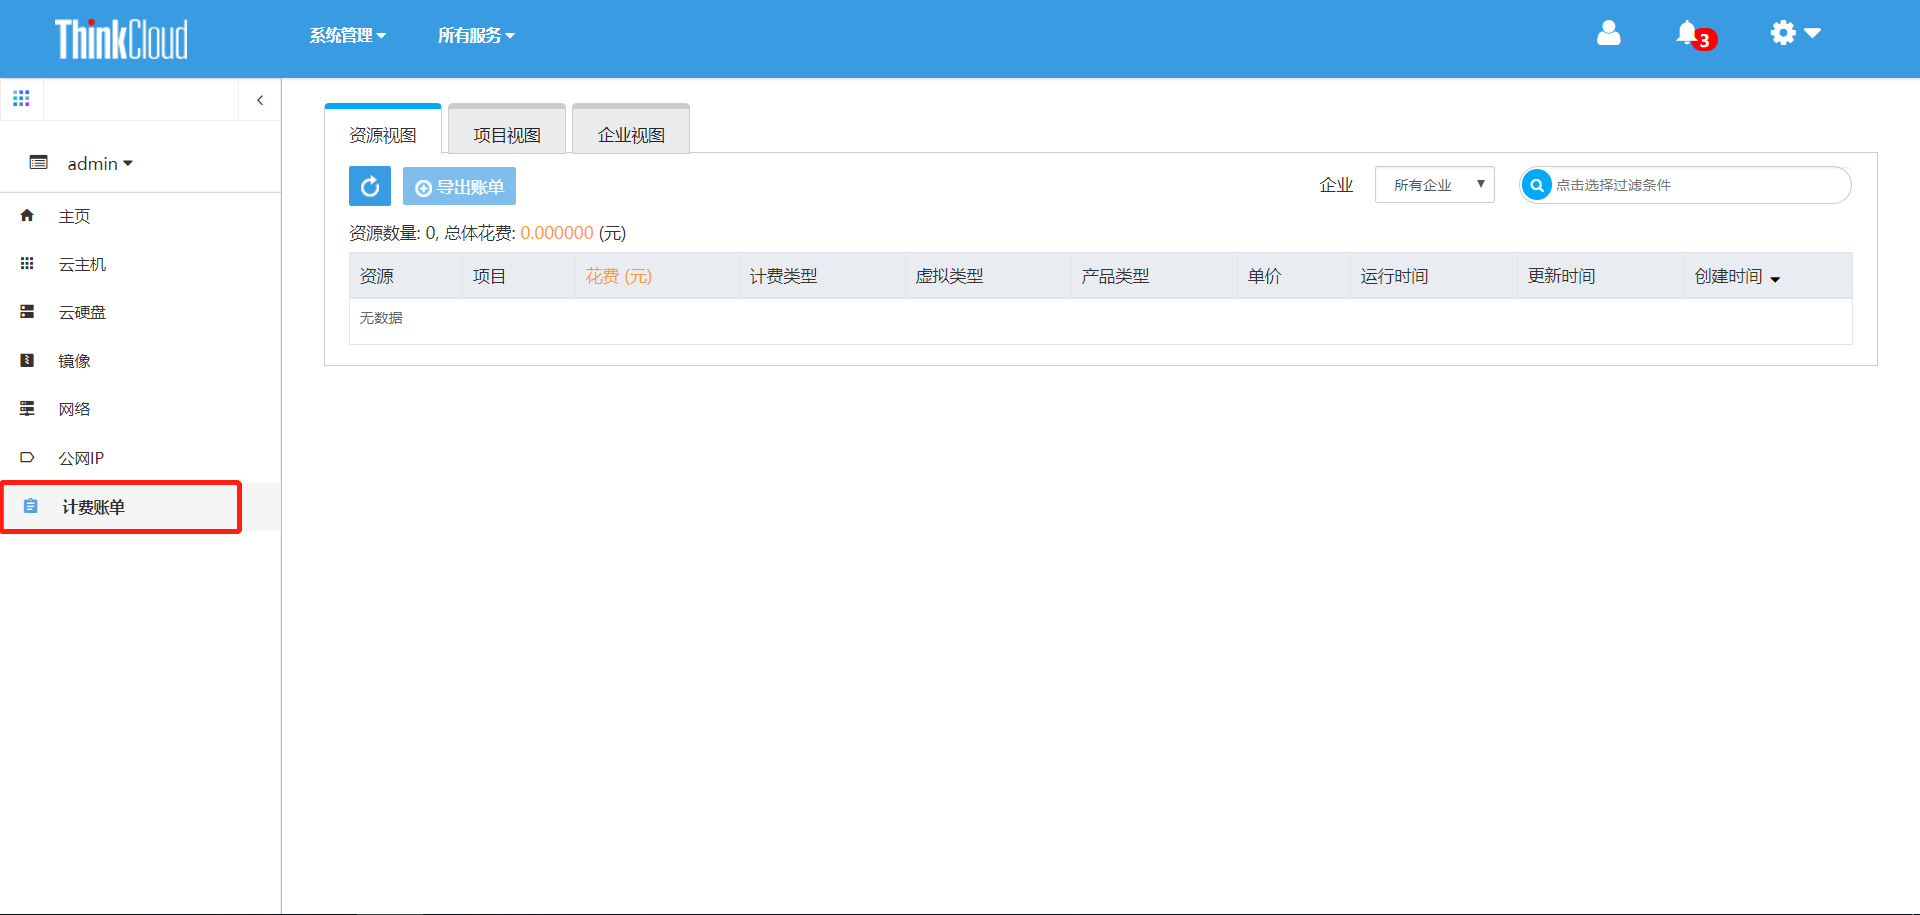 ThinkCloud
系统管理
所有服务
3
admin
主页
云主机
云硬盘
镜像
网络
公网IP
计费账单
资源视图
项目视图
企业视图
导出账单
企业
所有企业
点击选择过滤条件
资源数量: 0, 总体花费: 0.000000 (元)
资源 项目 花费 (元) 计费类型 虚拟类型 产品类型 单价 运行时间 更新时间 创建时间
无数据